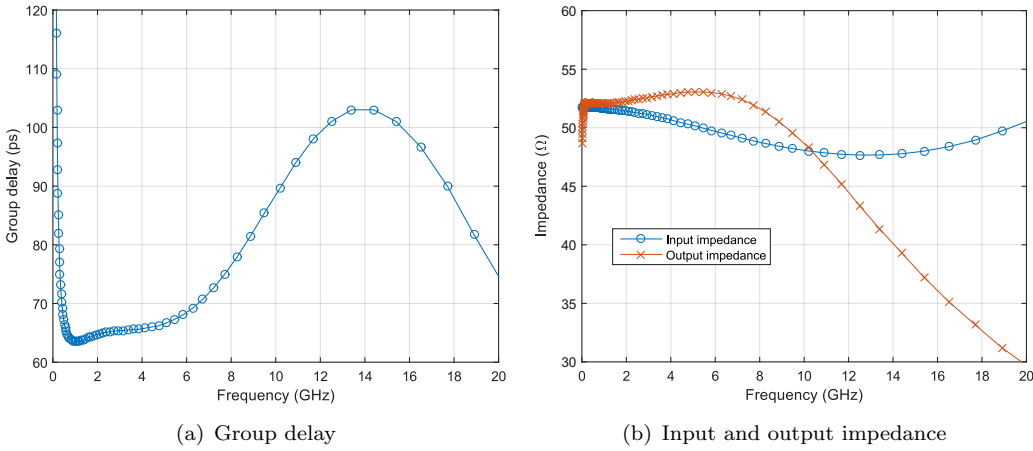 120
110
100
90
80
70
60
Group delay (ps)
0 2 4 6 8 10 12 14 16 18 20
Frequency (GHz)
(a) Group delay
60
55
50
45
40
35
30
Impedance (Ω)
Input impedance
Output impedance
0 2 4 6 8 10 12 14 16 18 20
Frequency (GHz)
(b) Input and output impedance